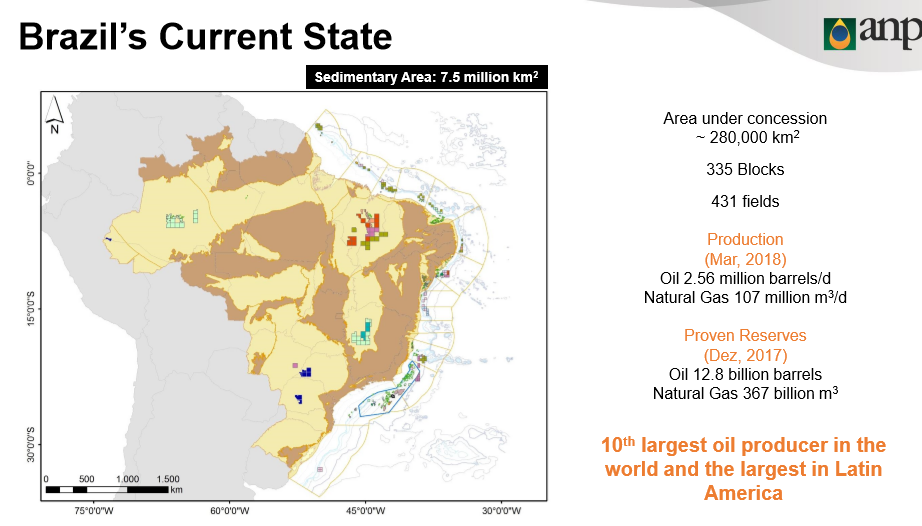 Brazil’s Current State
anp
Sedimentary Area: 7.5 million km²
N
0°0'0"
15°0'0"S
30°0'0"S
0 500 1.000 1.500
km
75°0'0"W 60°0'0"W 45°0'0"W 30°0'0"W
Area under concession
~ 280,000 km²
335 Blocks
431 fields
Production
(Mar, 2018)
Oil 2.56 million barrels/d
Natural Gas 107 million m³/d
Proven Reserves
(Dez, 2017)
Oil 12.8 billion barrels
Natural Gas 367 billion m³
10th largest oil producer in the
world and the largest in Latin
America